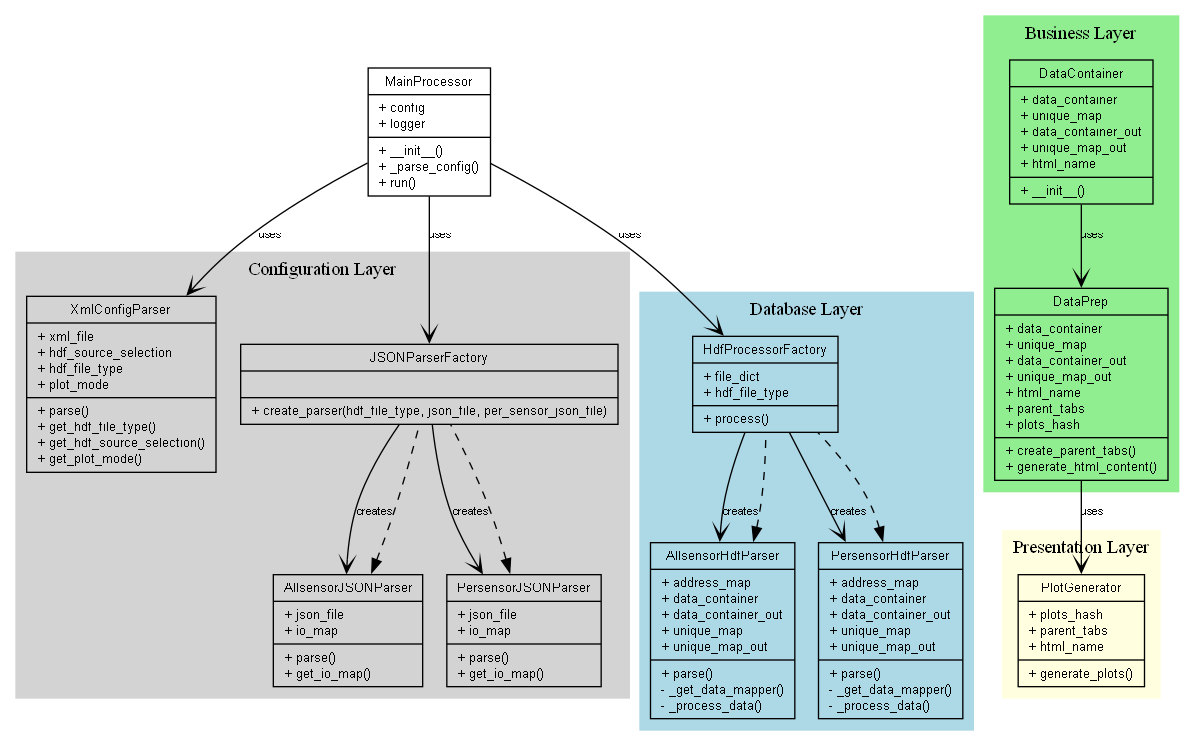 MainProcessor
+ config
+ logger
+ __init__()
+ _parse_config()
+ run()
uses
uses
uses
Configuration Layer
XmlConfigParser
+ xml_file
+ hdf_source_selection
+ hdf_file_type
+ plot_mode
+ parse()
+ get_hdf_file_type()
+ get_hdf_source_selection()
+ get_plot_mode()
JSONParserFactory
+ create_parser(hdf_file_type, json_file, per_sensor_json_file)
creates
creates
AllsensorJSONParser
+ json_file
+ io_map
+ parse()
+ get_io_map()
PersensorJSONParser
+ json_file
+ io_map
+ parse()
+ get_io_map()
Database Layer
HdfProcessorFactory
+ file_dict
+ hdf_file_type
+ process()
creates
creates
AllsensorHdfParser
+ address_map
+ data_container
+ data_container_out
+ unique_map
+ unique_map_out
+ parse()
- _get_data_mapper()
- _process_data()
PersensorHdfParser
+ address_map
+ data_container
+ data_container_out
+ unique_map
+ unique_map_out
+ parse()
- _get_data_mapper()
- _process_data()
Business Layer
DataContainer
+ data_container
+ unique_map
+ data_container_out
+ unique_map_out
+ html_name
+ __init__()
uses
DataPrep
+ data_container
+ unique_map
+ data_container_out
+ unique_map_out
+ html_name
+ parent_tabs
+ plots_hash
+ create_parent_tabs()
+ generate_html_content()
uses
Presentation Layer
PlotGenerator
+ plots_hash
+ parent_tabs
+ html_name
+ generate_plots()